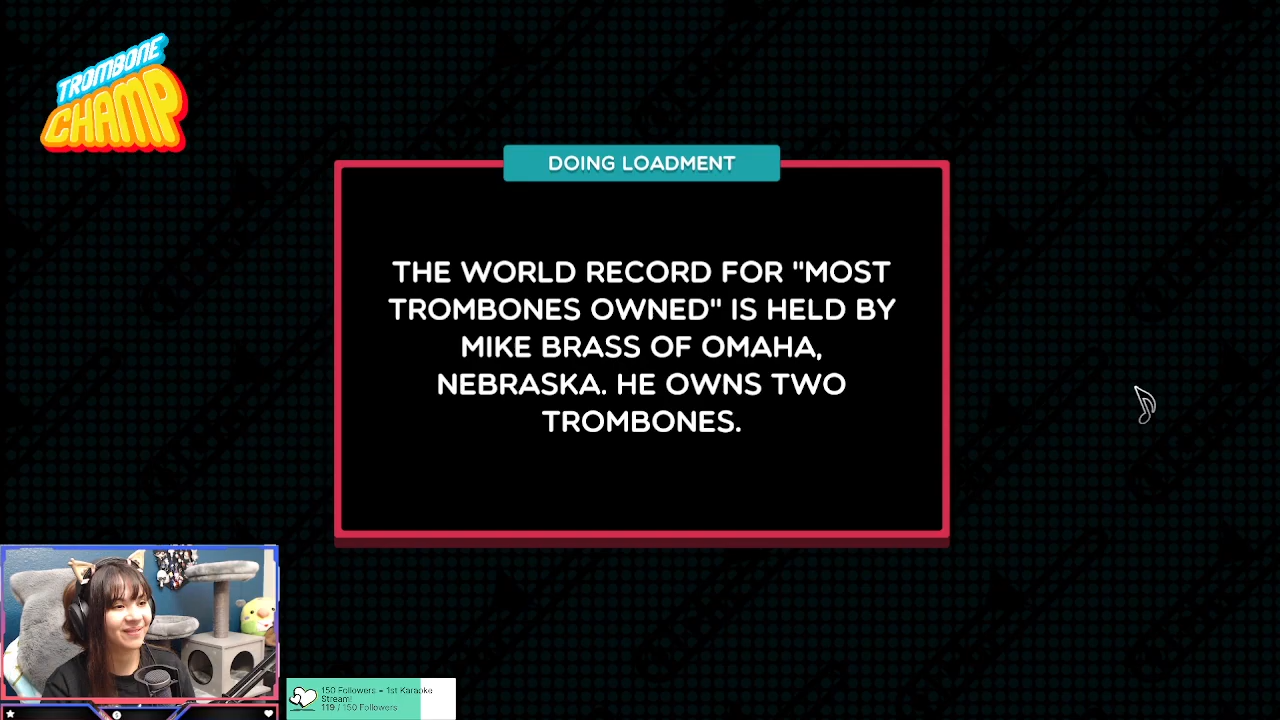 TROMBONE
CHAMP
DOING LOADMENT
THE WORLD RECORD FOR "MOST
TROMBONES OWNED" IS HELD BY
MIKE BRASS OF OMAHA,
NEBRASKA. HE OWNS TWO
TROMBONES.
150 Followers = 1st Karaoke
Stream!
119 / 150 Followers